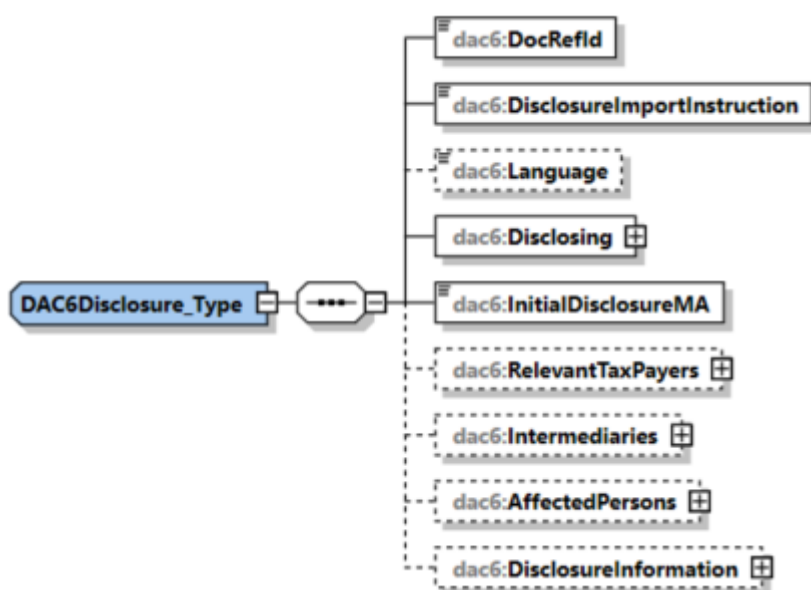 dac6:DocRefId
dac6:DisclosureImportInstruction
dac6:Language
dac6:Disclosing
DAC6Disclosure_Type
dac6:InitialDisclosureMA
dac6:RelevantTaxPayers
dac6:Intermediaries
dac6:AffectedPersons
dac6:DisclosureInformation